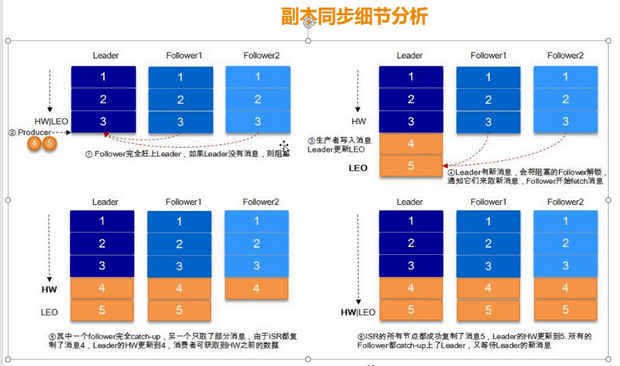 副本同步细节分析
Leader Follower1 Follower2
1 1 1
2 2 2
HW|LEO 3 3 3
② Producer
4 5
① Follower完全赶上Leader，如果Leader没有消息，则阻塞
Leader Follower1 Follower2
1 1 1
2 2 2
HW 3 3 3
③生产者写入消息
Leader更新LEO
4
LEO 5
④Leader有新消息，会将阻塞的Follower解锁，
通知它们来取新消息，Follower开始fetch消息
Leader Follower1 Follower2
1 1 1
2 2 2
3 3 3
HW 4 4 4
LEO 5 5
⑤其中一个follower完全catch-up，另一个只取了部分消息，由于ISR都复
制了消息4，Leader的HW更新到4，消费者可获取到HW之前的数据
Leader Follower1 Follower2
1 1 1
2 2 2
3 3 3
4 4 4
HW|LEO 5 5 5
⑥ISR的所有节点都成功复制了消息5，Leader的HW更新到5. 所有的
Follower都catch-up上了Leader，又等待Leader的新消息